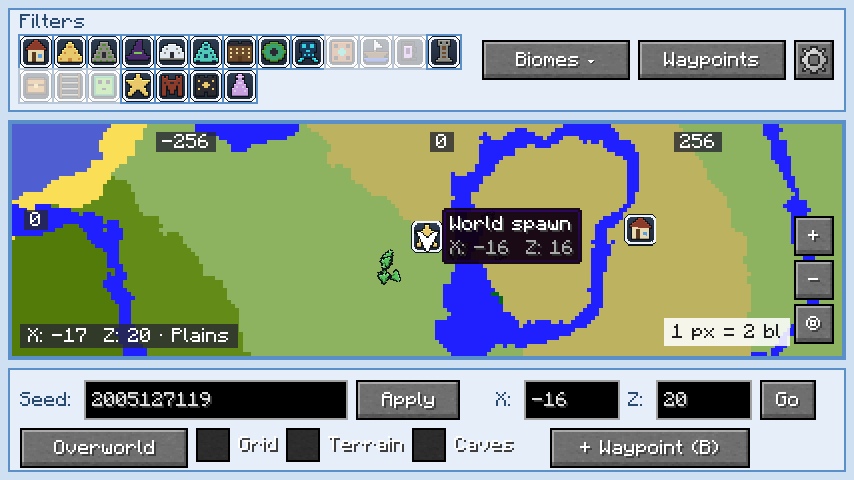 Filters
Biomes
Waypoints
-256
0
256
0
World spawn
X: -16 Z: 16
+
-
X: -17 Z: 20 · Plains
1 px = 2 bl
Seed:
2005127119
Apply
X:
-16
Z:
20
Go
Overworld
Grid
Terrain
Caves
+ Waypoint (B)